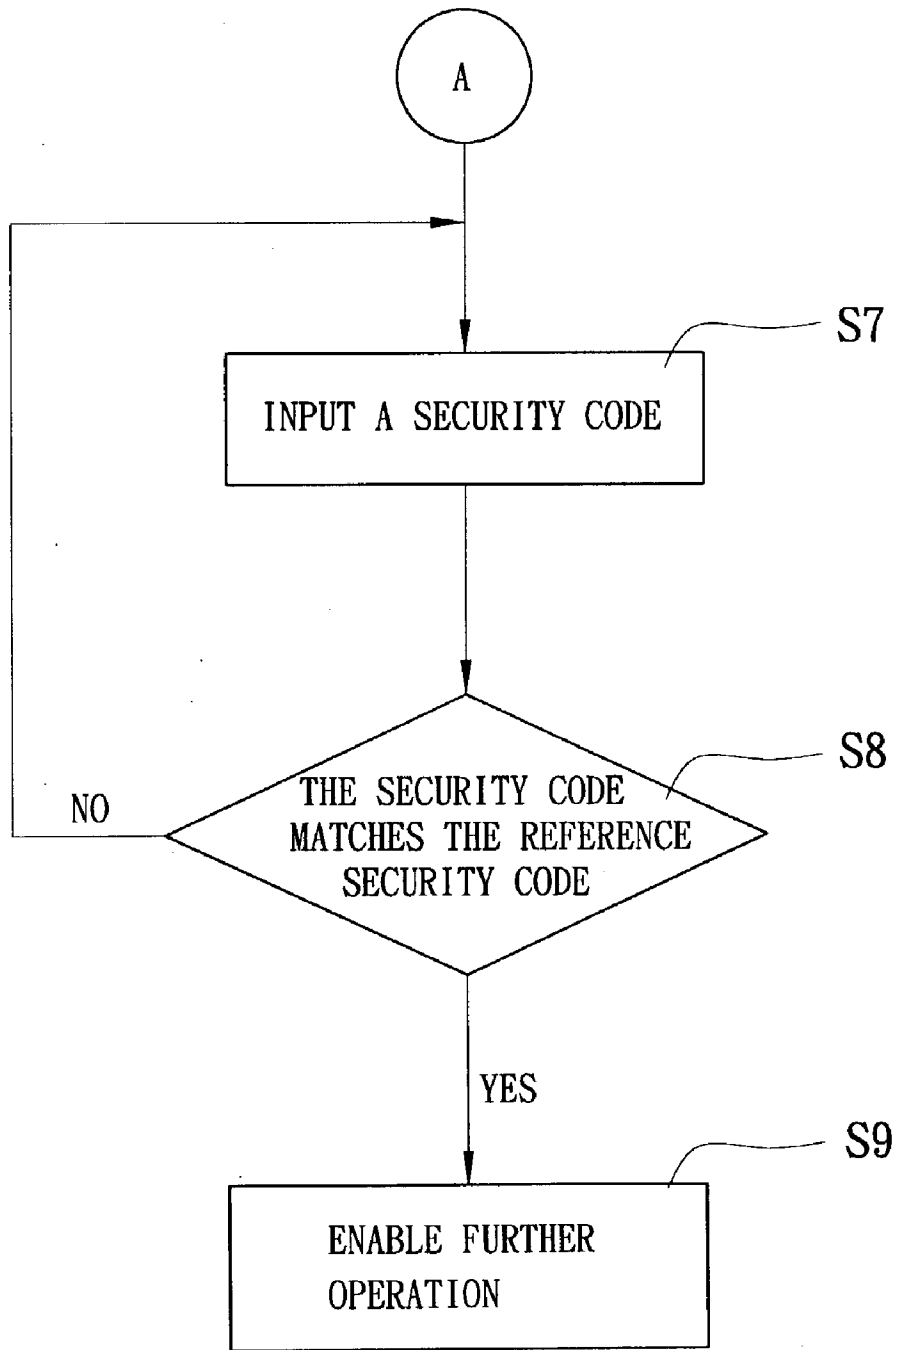 A
S7
INPUT A SECURITY CODE
S8
THE SECURITY CODE
MATCHES THE REFERENCE
SECURITY CODE
NO
YES
S9
ENABLE FURTHER
OPERATION